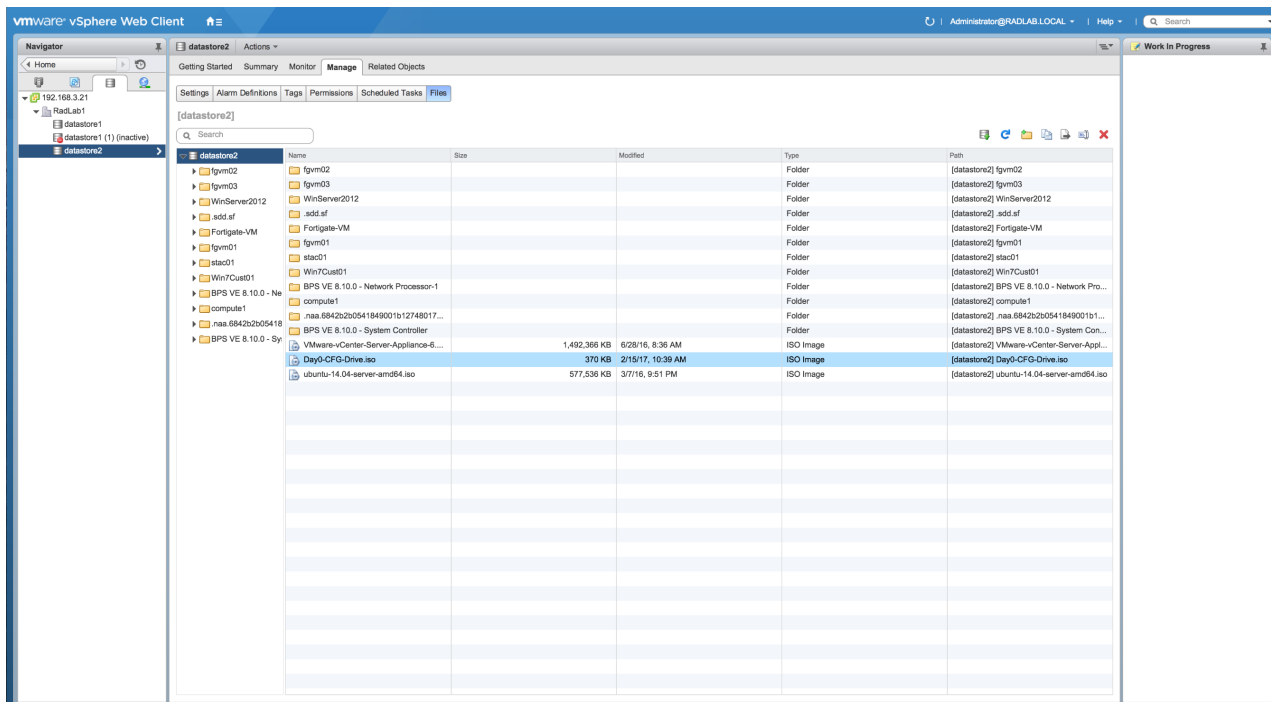 vmware® vSphere Web Client
Administrator@RADLAB.LOCAL
Help
Search
Navigator
Home
192.168.3.21
RadLab1
datastore1
datastore1 (1) (inactive)
datastore2
datastore2 Actions
Getting Started Summary Monitor Manage Related Objects
Settings Alarm Definitions Tags Permissions Scheduled Tasks Files
[datastore2]
Search
datastore2
fgvm02
fgvm03
WinServer2012
.sdd.sf
Fortigate-VM
fgvm01
stac01
Win7Cust01
BPS VE 8.10.0 - Ne
compute1
.naa.6842b2b05418
BPS VE 8.10.0 - Sy
Name Size Modified Type Path
fgvm02 Folder [datastore2] fgvm02
fgvm03 Folder [datastore2] fgvm03
WinServer2012 Folder [datastore2] WinServer2012
.sdd.sf Folder [datastore2] .sdd.sf
Fortigate-VM Folder [datastore2] Fortigate-VM
fgvm01 Folder [datastore2] fgvm01
stac01 Folder [datastore2] stac01
Win7Cust01 Folder [datastore2] Win7Cust01
BPS VE 8.10.0 - Network Processor-1 Folder [datastore2] BPS VE 8.10.0 - Network Pro...
compute1 Folder [datastore2] compute1
.naa.6842b2b0541849001b12748017... Folder [datastore2] .naa.6842b2b0541849001b1...
BPS VE 8.10.0 - System Controller Folder [datastore2] BPS VE 8.10.0 - System Con...
VMware-vCenter-Server-Appliance-6.... 1,492,366 KB 6/28/16, 8:36 AM ISO Image [datastore2] VMware-vCenter-Server-Appl...
Day0-CFG-Drive.iso 370 KB 2/15/17, 10:39 AM ISO Image [datastore2] Day0-CFG-Drive.iso
ubuntu-14.04-server-amd64.iso 577,536 KB 3/7/16, 9:51 PM ISO Image [datastore2] ubuntu-14.04-server-amd64.iso
Work In Progress